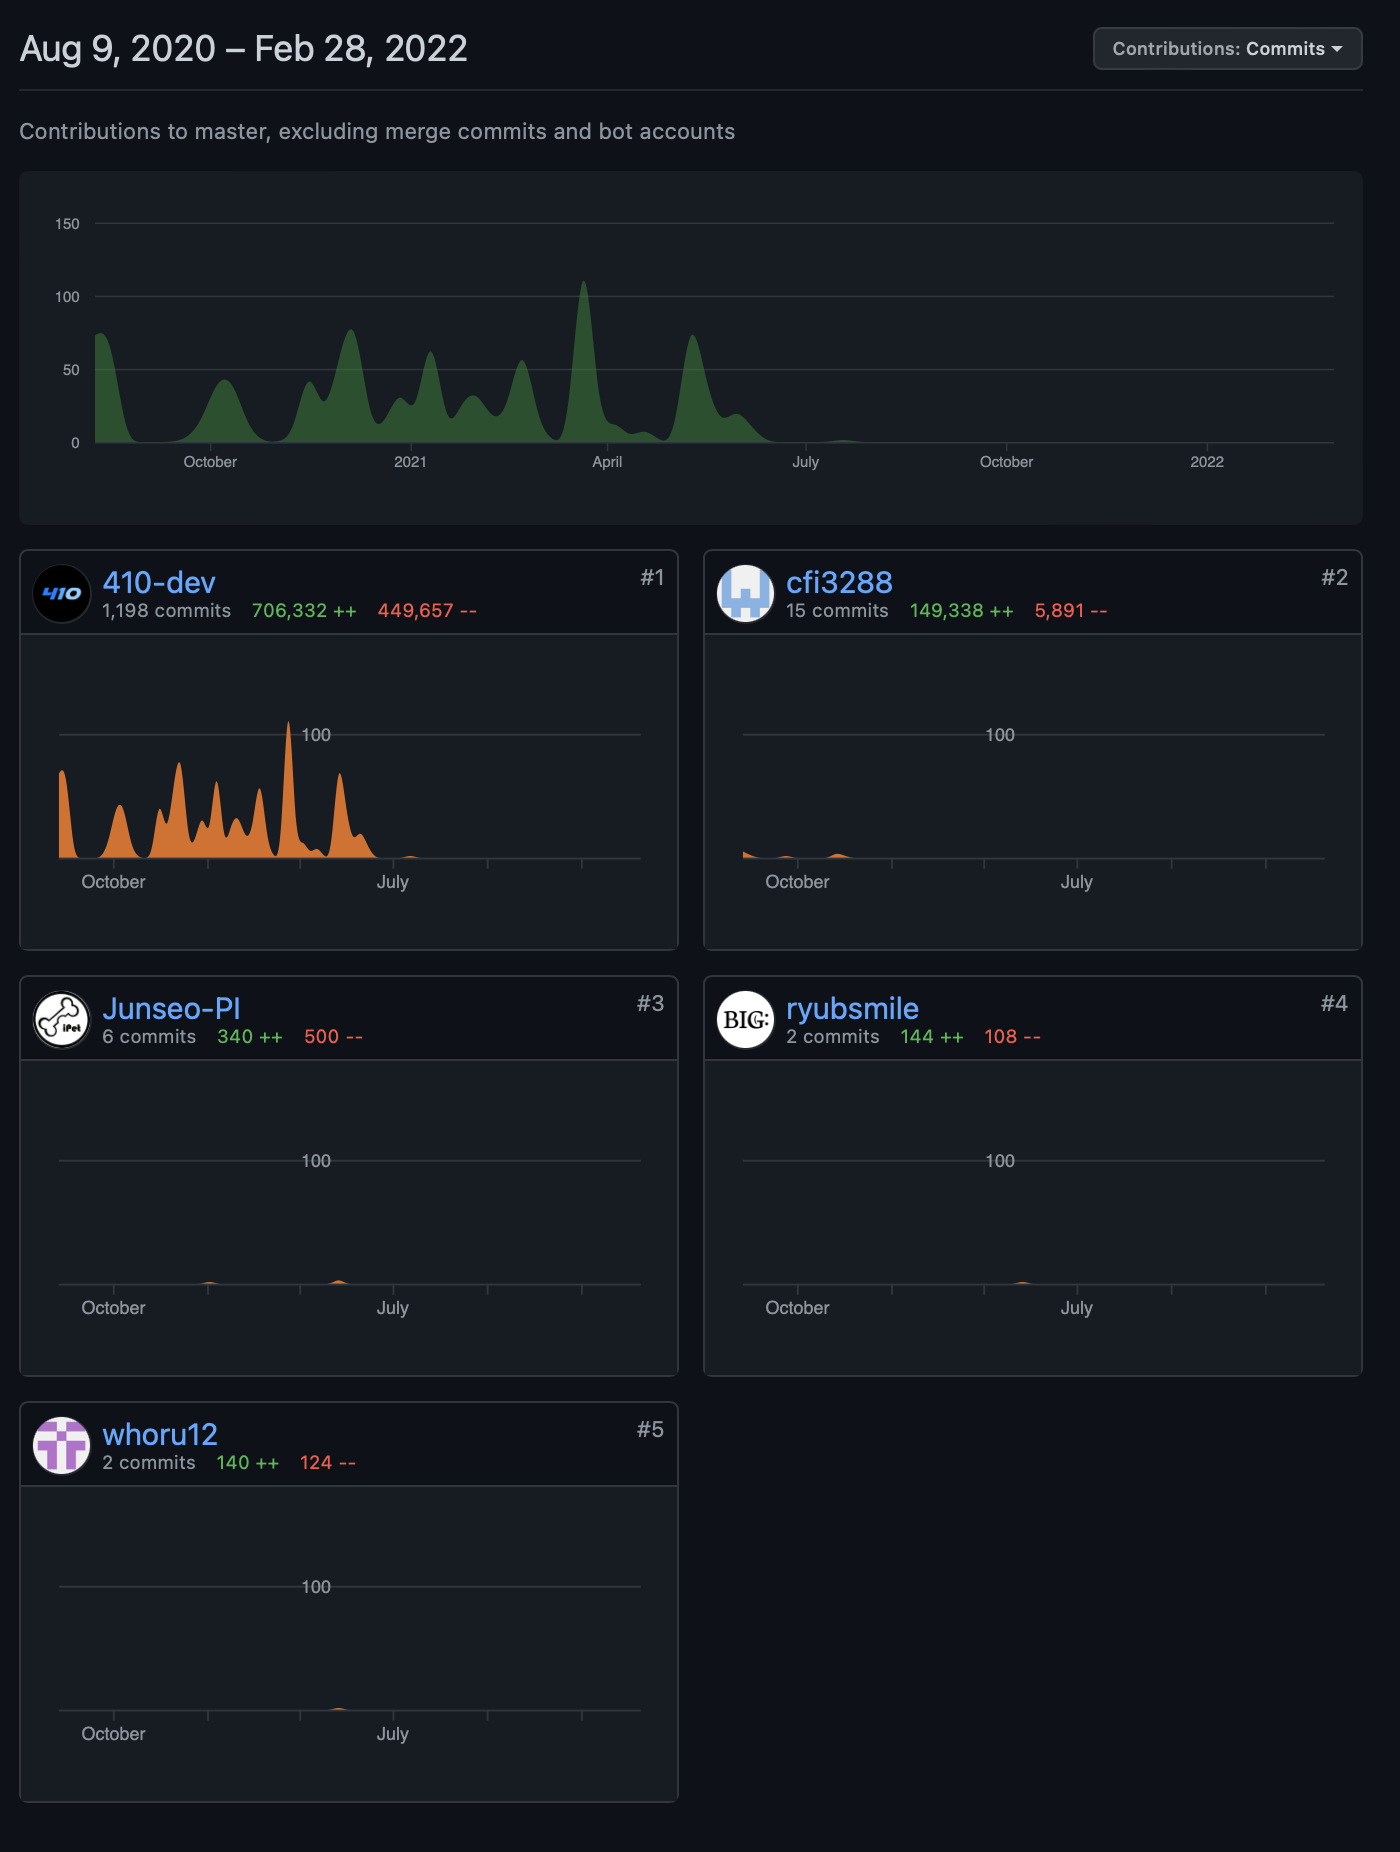 Aug 9, 2020 – Feb 28, 2022
Contributions: Commits
Contributions to master, excluding merge commits and bot accounts
150
100
50
0
October 2021 April July October 2022
410
410-dev
#1
1,198 commits 706,332 ++ 449,657 --
100
October July
cfi3288
#2
15 commits 149,338 ++ 5,891 --
100
October July
iPet
Junseo-PI
#3
6 commits 340 ++ 500 --
100
October July
BIG:
ryubsmile
#4
2 commits 144 ++ 108 --
100
October July
whoru12
#5
2 commits 140 ++ 124 --
100
October July